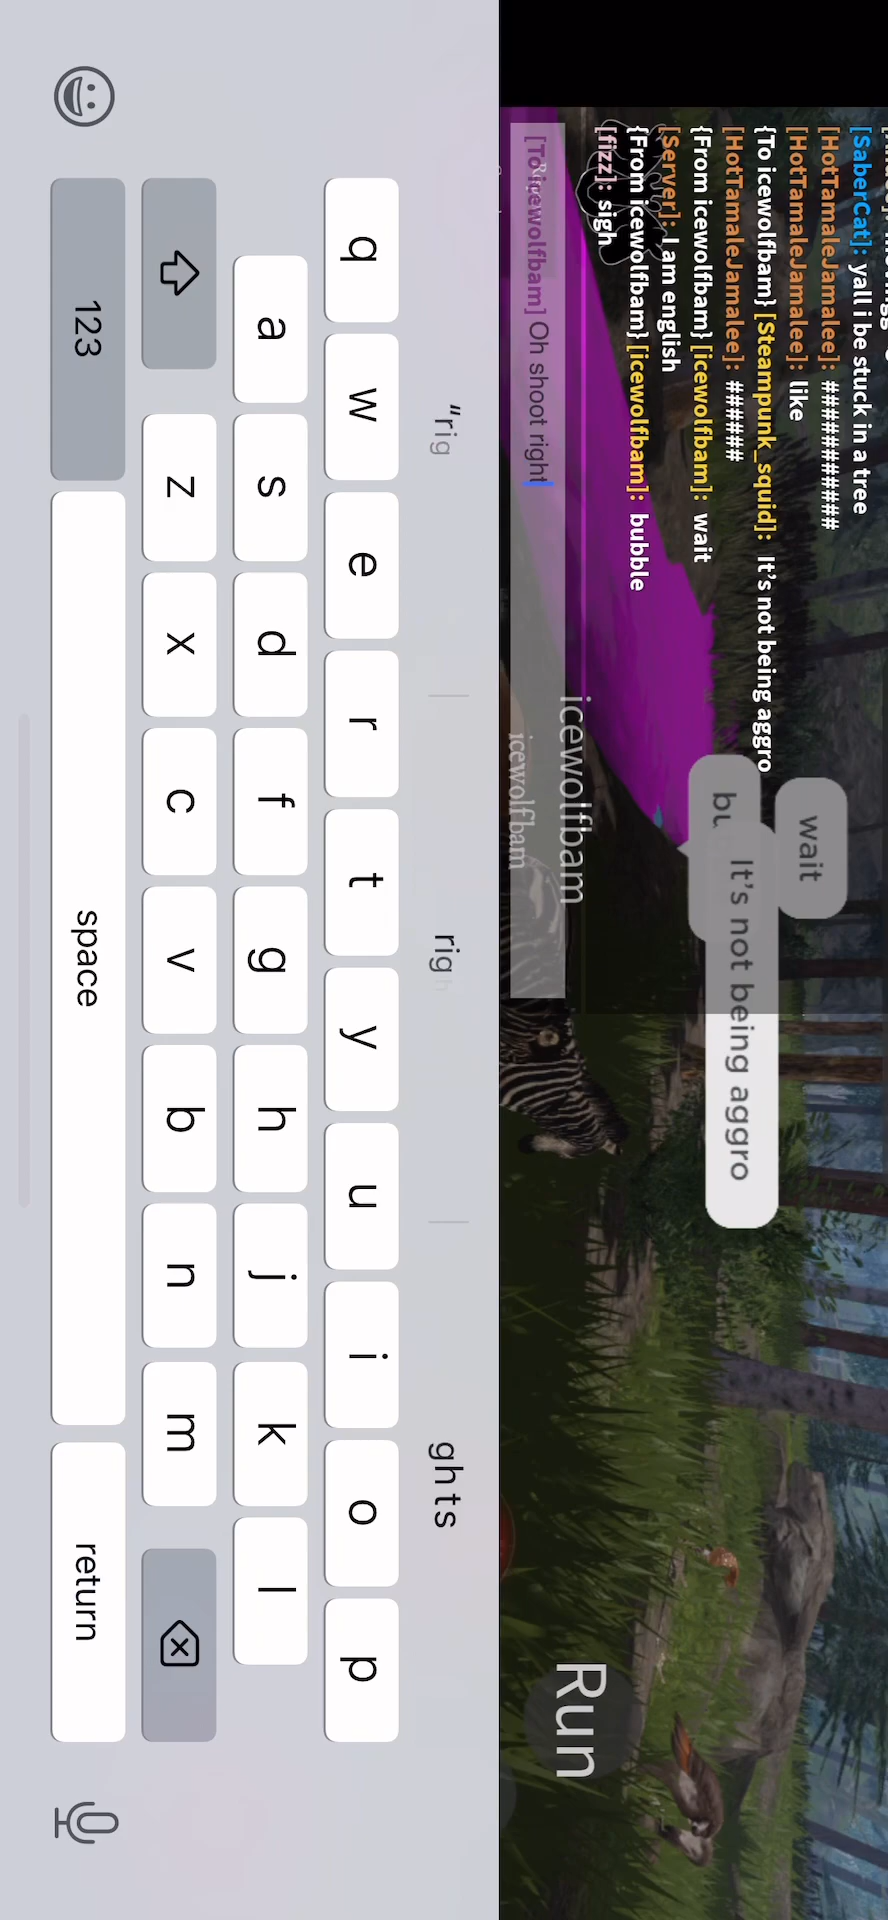 [SaberCat]: yall i be stuck in a tree
[HotTamaleJamalee]: ############
[HotTamaleJamalee]: like
{To icewolfbam} [Steampunk_squid]: It's not being aggro
[HotTamaleJamalee]: ######
{From icewolfbam} [icewolfbam]: wait
[Server]: I am english
{From icewolfbam} [icewolfbam]: bubble
[fizz]: sigh
[To icewolfbam] Oh shoot right
wait
It's not being aggro
icewolfbam
icewolfbam
Run
"rig
rig
ghts
q w e r t y u i o p
a s d f g h j k l
z x c v b n m
123 space return